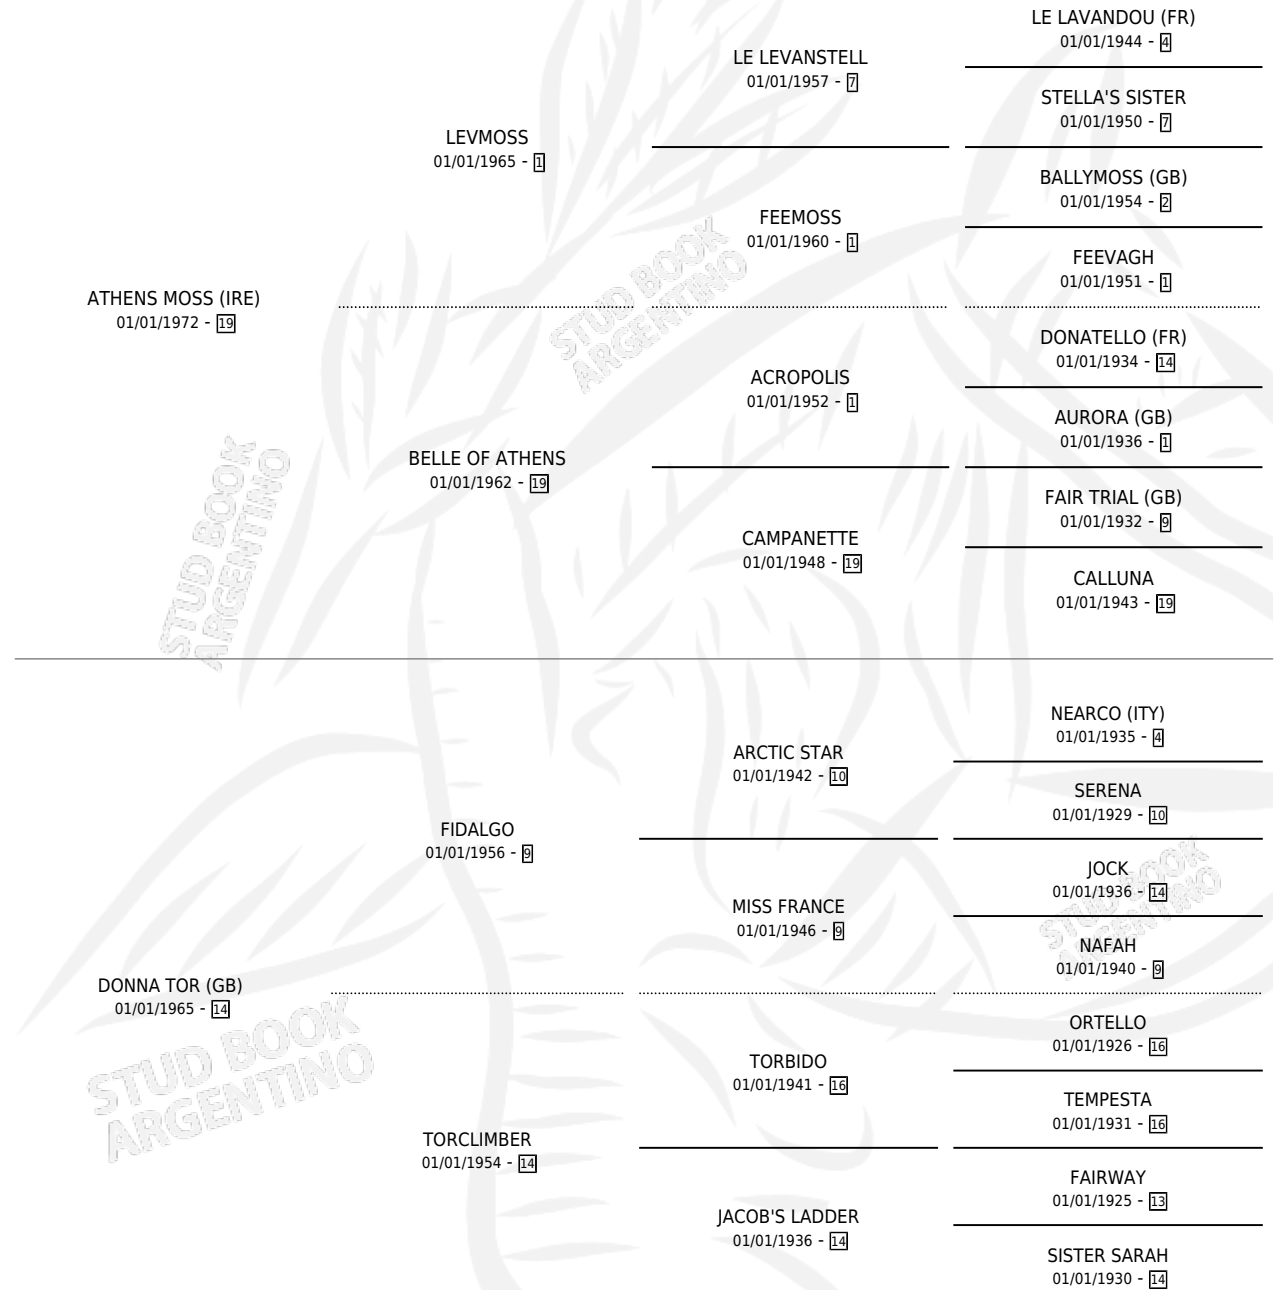 LE LAVANDOU (FR)
01/01/1944 - 4
LE LEVANSTELL
01/01/1957 - 7
STELLA'S SISTER
01/01/1950 - 7
LEVMOSS
01/01/1965 - 1
BALLYMOSS (GB)
01/01/1954 - 2
FEEMOSS
01/01/1960 - 1
FEEVAGH
01/01/1951 - 1
ATHENS MOSS (IRE)
01/01/1972 - 19
DONATELLO (FR)
01/01/1934 - 14
ACROPOLIS
01/01/1952 - 1
AURORA (GB)
01/01/1936 - 1
BELLE OF ATHENS
01/01/1962 - 19
FAIR TRIAL (GB)
01/01/1932 - 9
CAMPANETTE
01/01/1948 - 19
CALLUNA
01/01/1943 - 19
NEARCO (ITY)
01/01/1935 - 4
ARCTIC STAR
01/01/1942 - 10
SERENA
01/01/1929 - 10
FIDALGO
01/01/1956 - 9
JOCK
01/01/1936 - 14
MISS FRANCE
01/01/1946 - 9
NAFAH
01/01/1940 - 9
DONNA TOR (GB)
01/01/1965 - 14
ORTELLO
01/01/1926 - 16
TORBIDO
01/01/1941 - 16
TEMPESTA
01/01/1931 - 16
TORCLIMBER
01/01/1954 - 14
FAIRWAY
01/01/1925 - 13
JACOB'S LADDER
01/01/1936 - 14
SISTER SARAH
01/01/1930 - 14
STUD BOOK
ARGENTINO
STUD BOOK
ARGENTINO
STUD BOOK
ARGENTINO
STUD BOOK
ARGENTINO